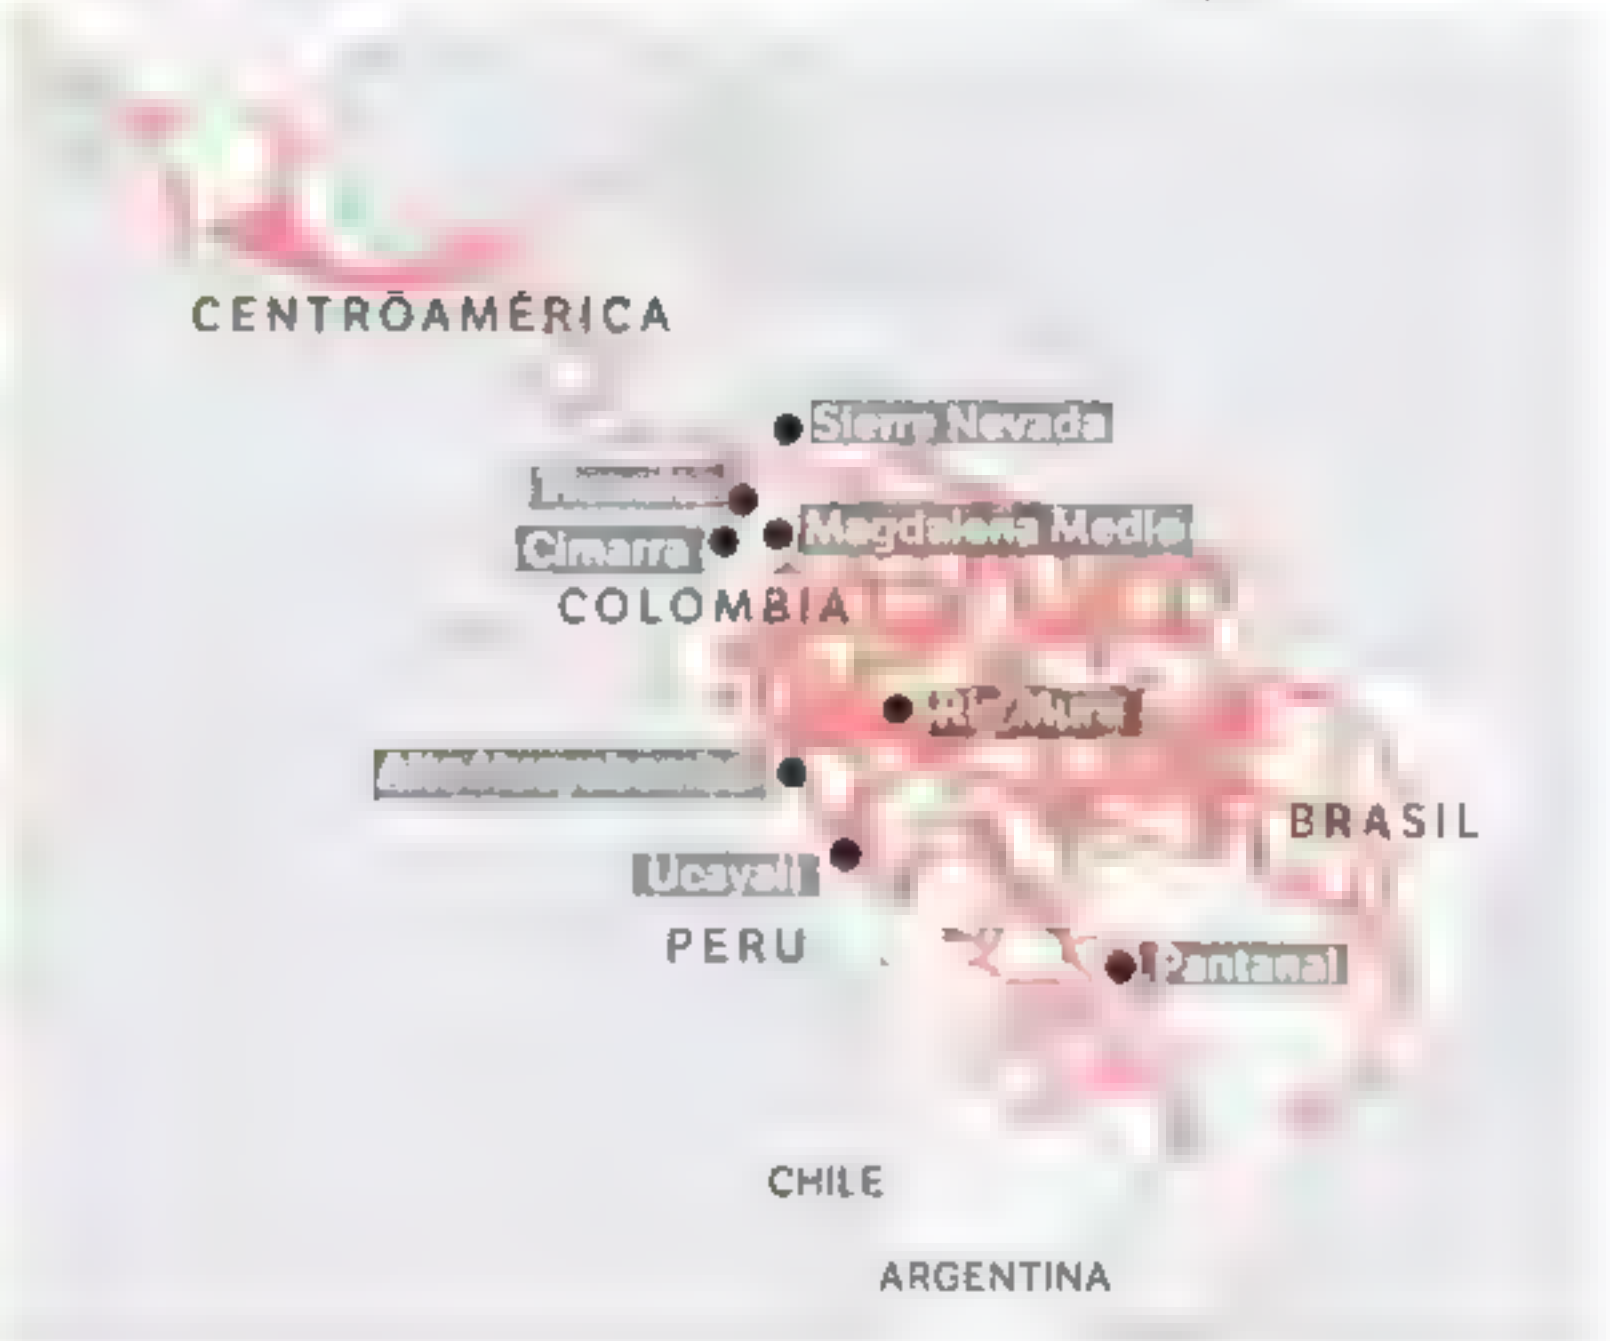 CENTROAMÉRICA
Sierra Nevada
Magdalena Medio
Cimarra
COLOMBIA
BRASIL
Ucayali
PERU
Pantanal
CHILE
ARGENTINA